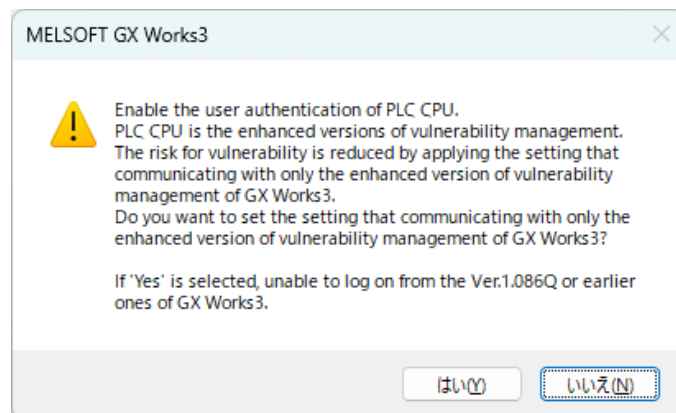 MELSOFT GX Works3
Enable the user authentication of PLC CPU.
PLC CPU is the enhanced versions of vulnerability management.
The risk for vulnerability is reduced by applying the setting that
communicating with only the enhanced version of vulnerability
management of GX Works3.
Do you want to set the setting that communicating with only the
enhanced version of vulnerability management of GX Works3?
If 'Yes' is selected, unable to log on from the Ver.1.086Q or earlier
ones of GX Works3.
はい(Y)
いいえ(N)